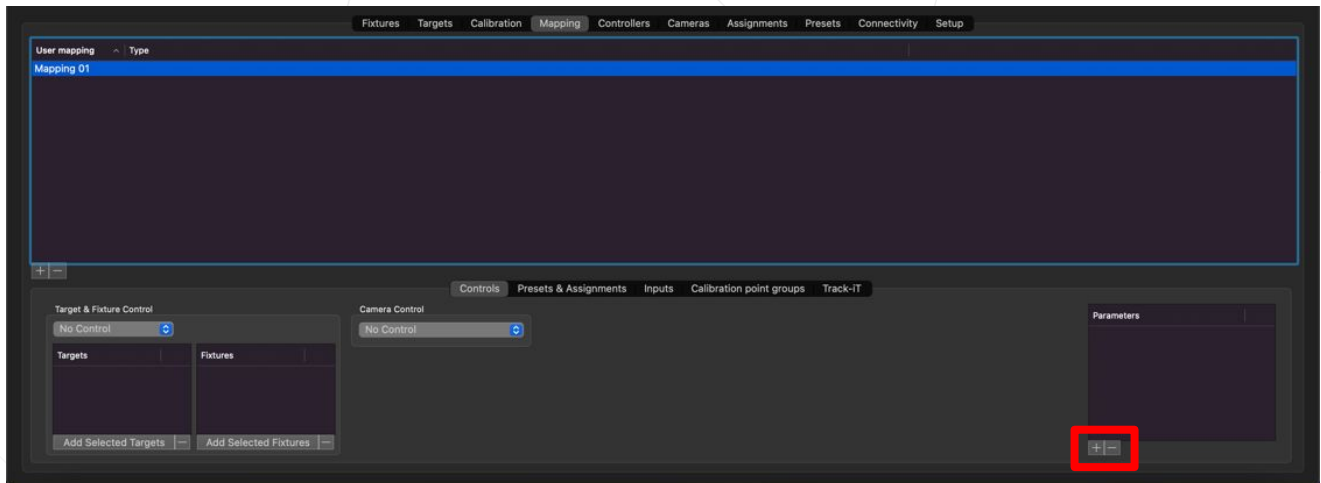 Fixtures Targets Calibration Mapping Controllers Cameras Assignments Presets Connectivity Setup
User mapping Type
Mapping 01
+ −
Controls Presets & Assignments Inputs Calibration point groups Track-iT
Target & Fixture Control
No Control
Targets Fixtures
Add Selected Targets − Add Selected Fixtures −
Camera Control
No Control
Parameters
+ −